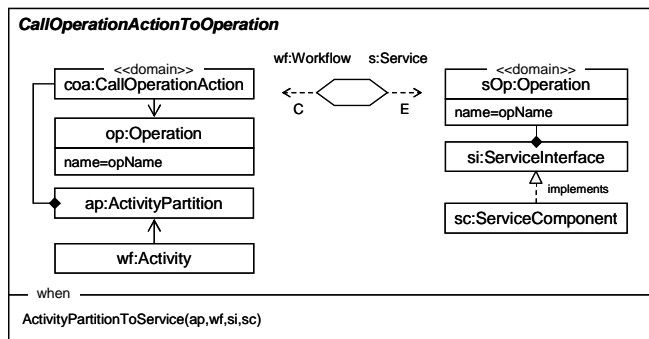 CallOperationActionToOperation
<<domain>>
coa:CallOperationAction
op:Operation
name=opName
ap:ActivityPartition
wf:Activity
wf:Workflow s:Service
C E
<<domain>>
sOp:Operation
name=opName
si:ServiceInterface
implements
sc:ServiceComponent
when
ActivityPartitionToService(ap,wf,si,sc)